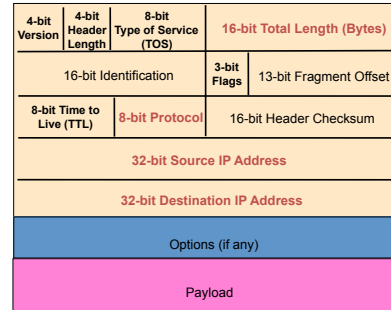 4-bit Version
4-bit Header Length
8-bit Type of Service (TOS)
16-bit Total Length (Bytes)
16-bit Identification
3-bit Flags
13-bit Fragment Offset
8-bit Time to Live (TTL)
8-bit Protocol
16-bit Header Checksum
32-bit Source IP Address
32-bit Destination IP Address
Options (if any)
Payload